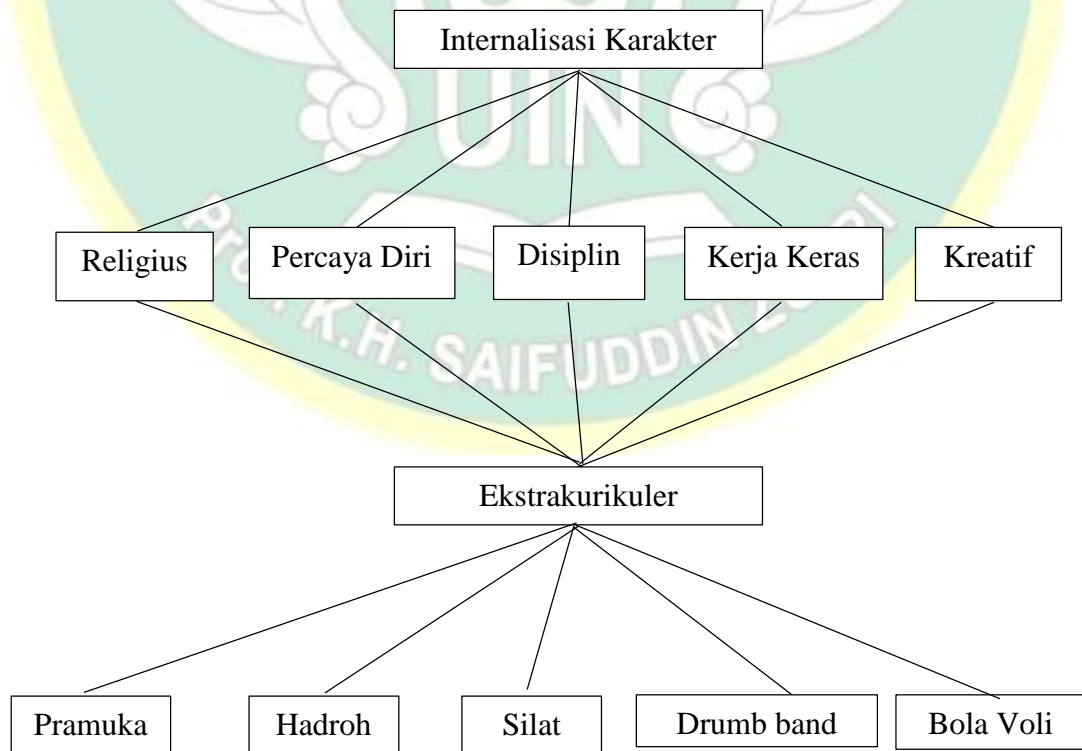 Internalisasi Karakter
UIN
Religius
Percaya Diri
Disiplin
Kerja Keras
Kreatif
K.H. SAIFUDDIN
Ekstrakurikuler
Pramuka
Hadroh
Silat
Drumb band
Bola Voli